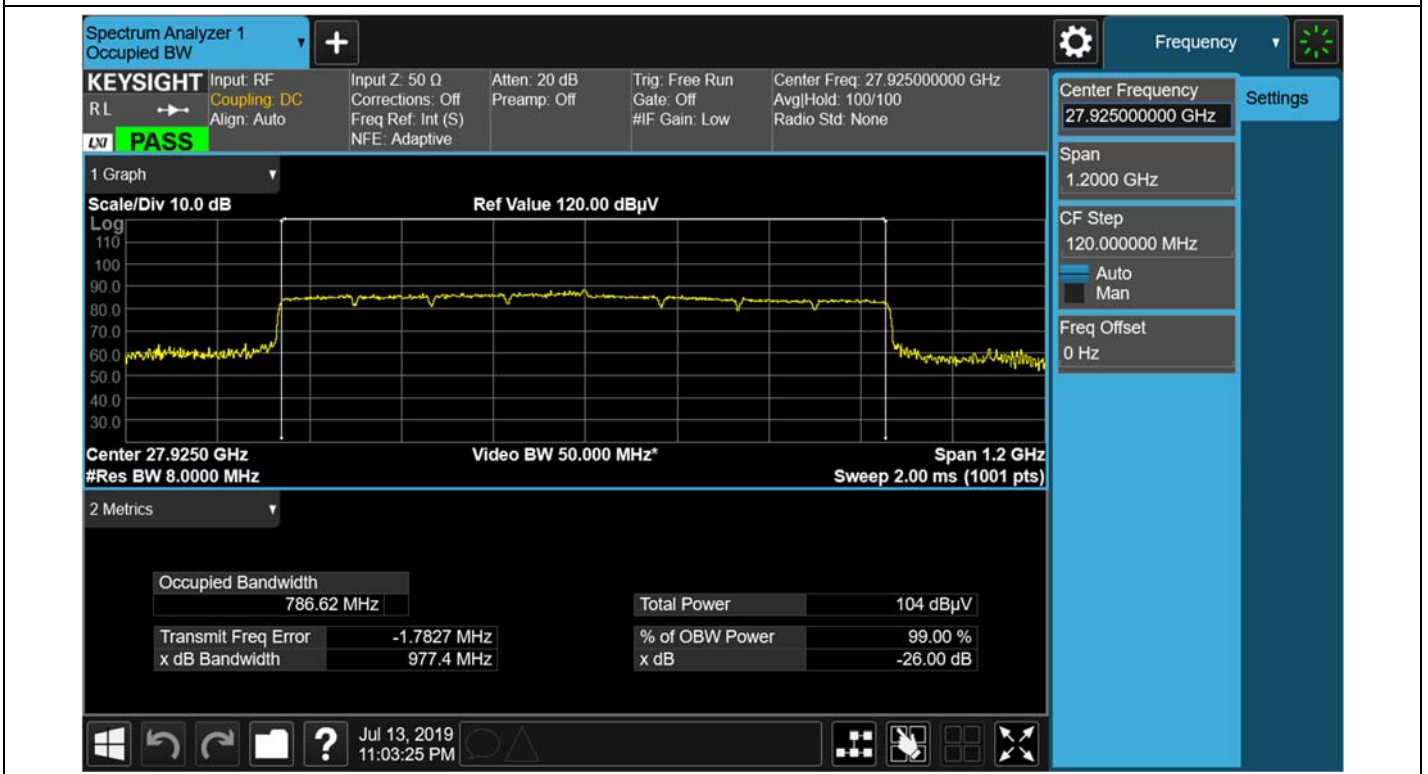 Spectrum Analyzer 1
Occupied BW
+
Frequency
KEYSIGHT
RL
LXI PASS
Input: RF
Coupling: DC
Align: Auto
Input Z: 50 Ω
Corrections: Off
Freq Ref: Int (S)
NFE: Adaptive
Atten: 20 dB
Preamp: Off
Trig: Free Run
Gate: Off
#IF Gain: Low
Center Freq: 27.925000000 GHz
Avg|Hold: 100/100
Radio Std: None
Center Frequency
27.925000000 GHz
Settings
Span
1.2000 GHz
CF Step
120.000000 MHz
Auto
Man
Freq Offset
0 Hz
1 Graph
Scale/Div 10.0 dB
Ref Value 120.00 dBµV
Log
110
100
90.0
80.0
70.0
60.0
50.0
40.0
30.0
Center 27.9250 GHz
Video BW 50.000 MHz*
Span 1.2 GHz
#Res BW 8.0000 MHz
Sweep 2.00 ms (1001 pts)
2 Metrics
Occupied Bandwidth
786.62 MHz
Total Power 104 dBµV
Transmit Freq Error -1.7827 MHz
% of OBW Power 99.00 %
x dB Bandwidth 977.4 MHz
x dB -26.00 dB
?
Jul 13, 2019
11:03:25 PM